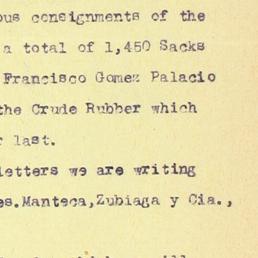 ous consignments of the
a total of 1,450 Sacks
Francisco Gomez Palacio
the Crude Rubber which
r last.
letters we are writing
es.Manteca,Zubiaga y Cia.,